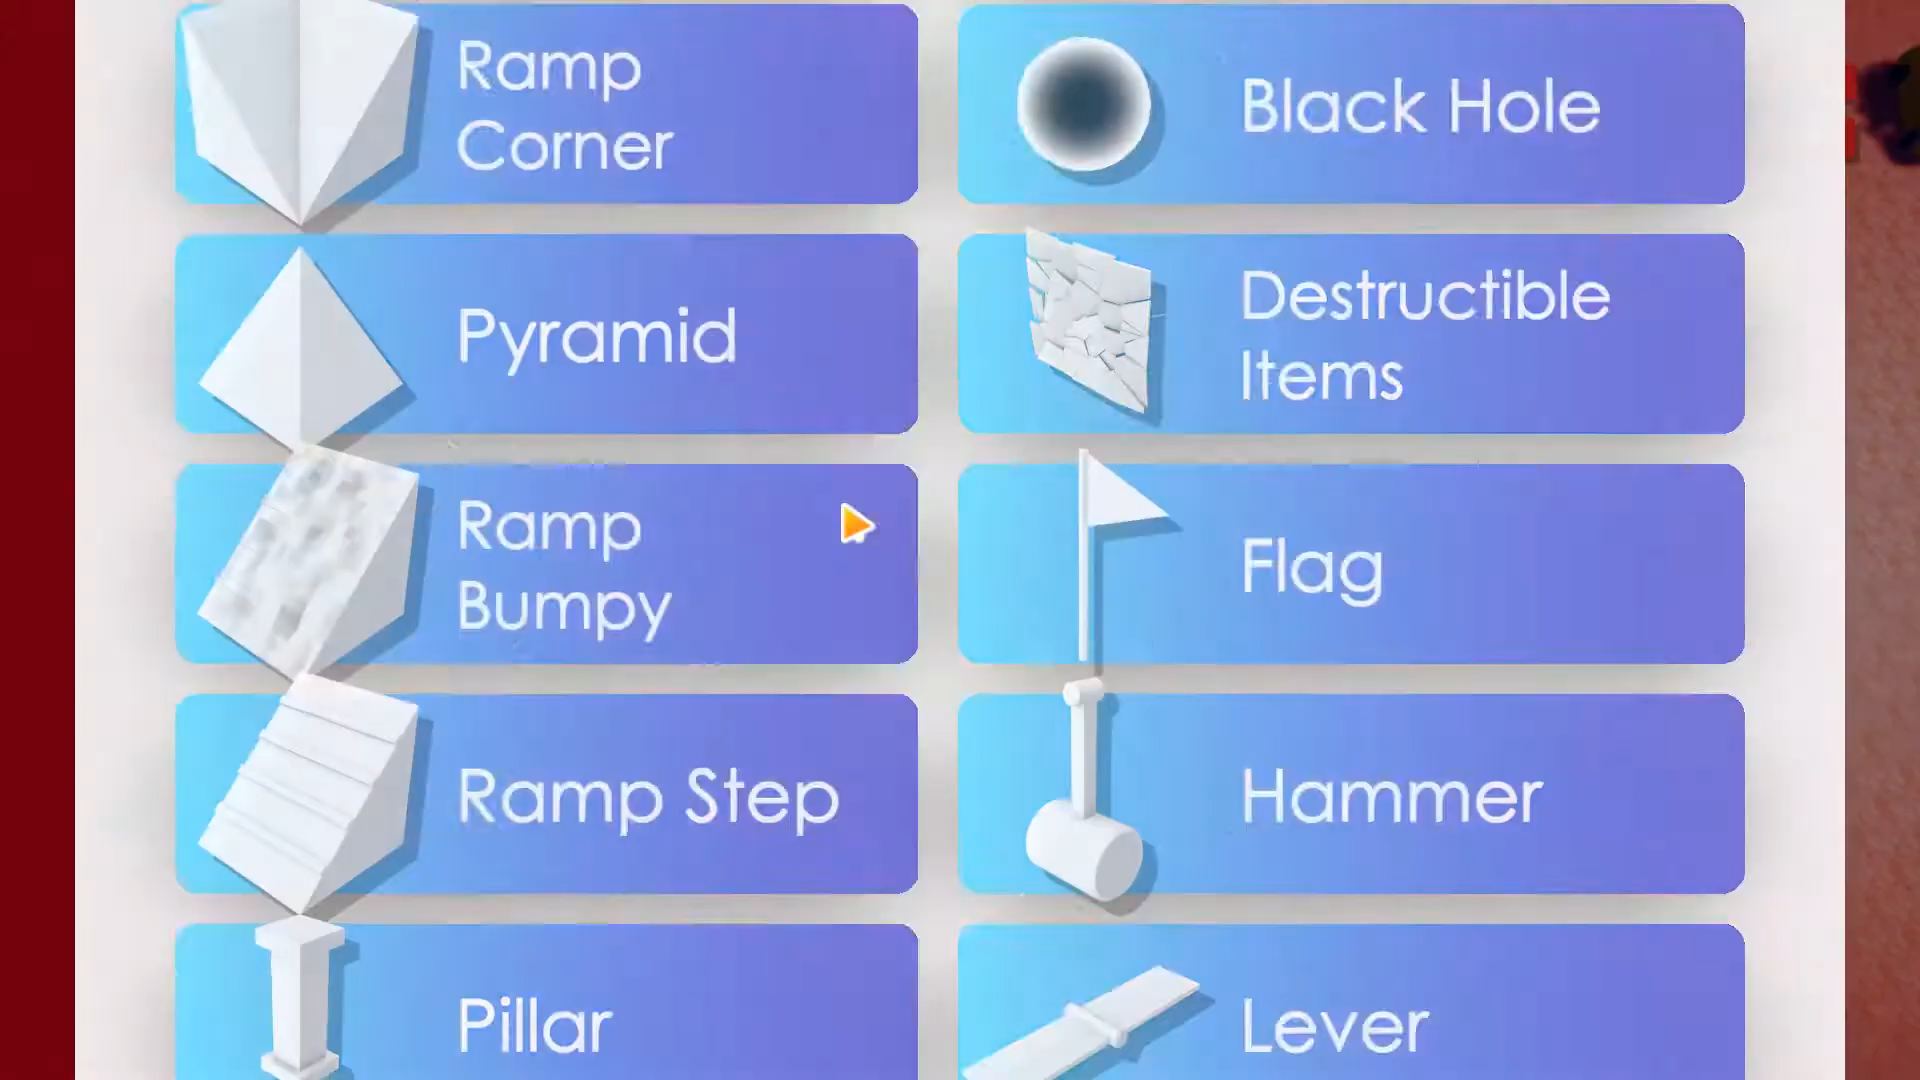 Ramp
Corner
Black Hole
Pyramid
Destructible
Items
Ramp
Bumpy
Flag
Ramp Step
Hammer
Pillar
Lever